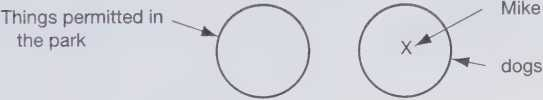 Things permitted in
the park
X
Mike
dogs